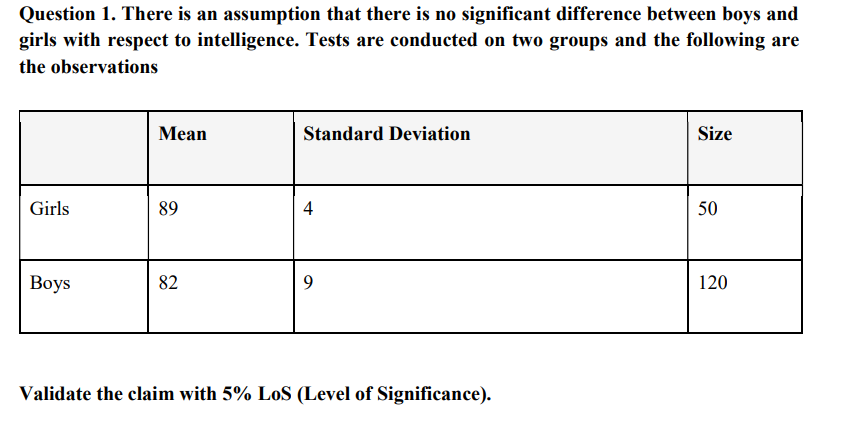 Question 1. There is an assumption that there is no significant difference between boys and
girls with respect to intelligence. Tests are conducted on two groups and the following are
the observations
Mean Standard Deviation Size
Girls 89 4 50
Boys 82 9 120
Validate the claim with 5% LoS (Level of Significance).